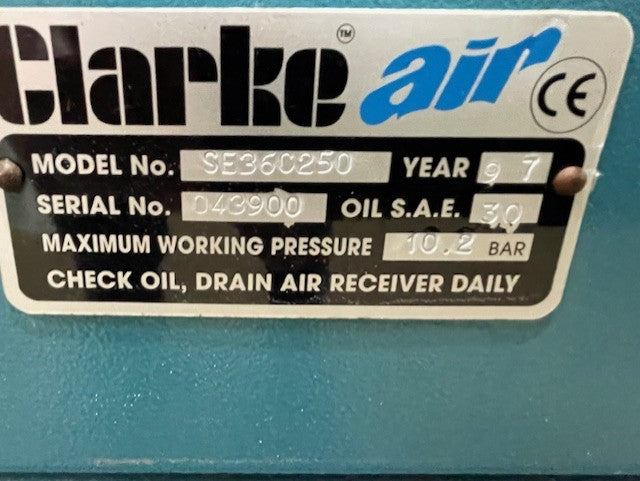 Clarke™ air CE
MODEL No. SE36C250 YEAR 97
SERIAL No. 043900 OIL S.A.E. 30
MAXIMUM WORKING PRESSURE 10.2 BAR
CHECK OIL, DRAIN AIR RECEIVER DAILY